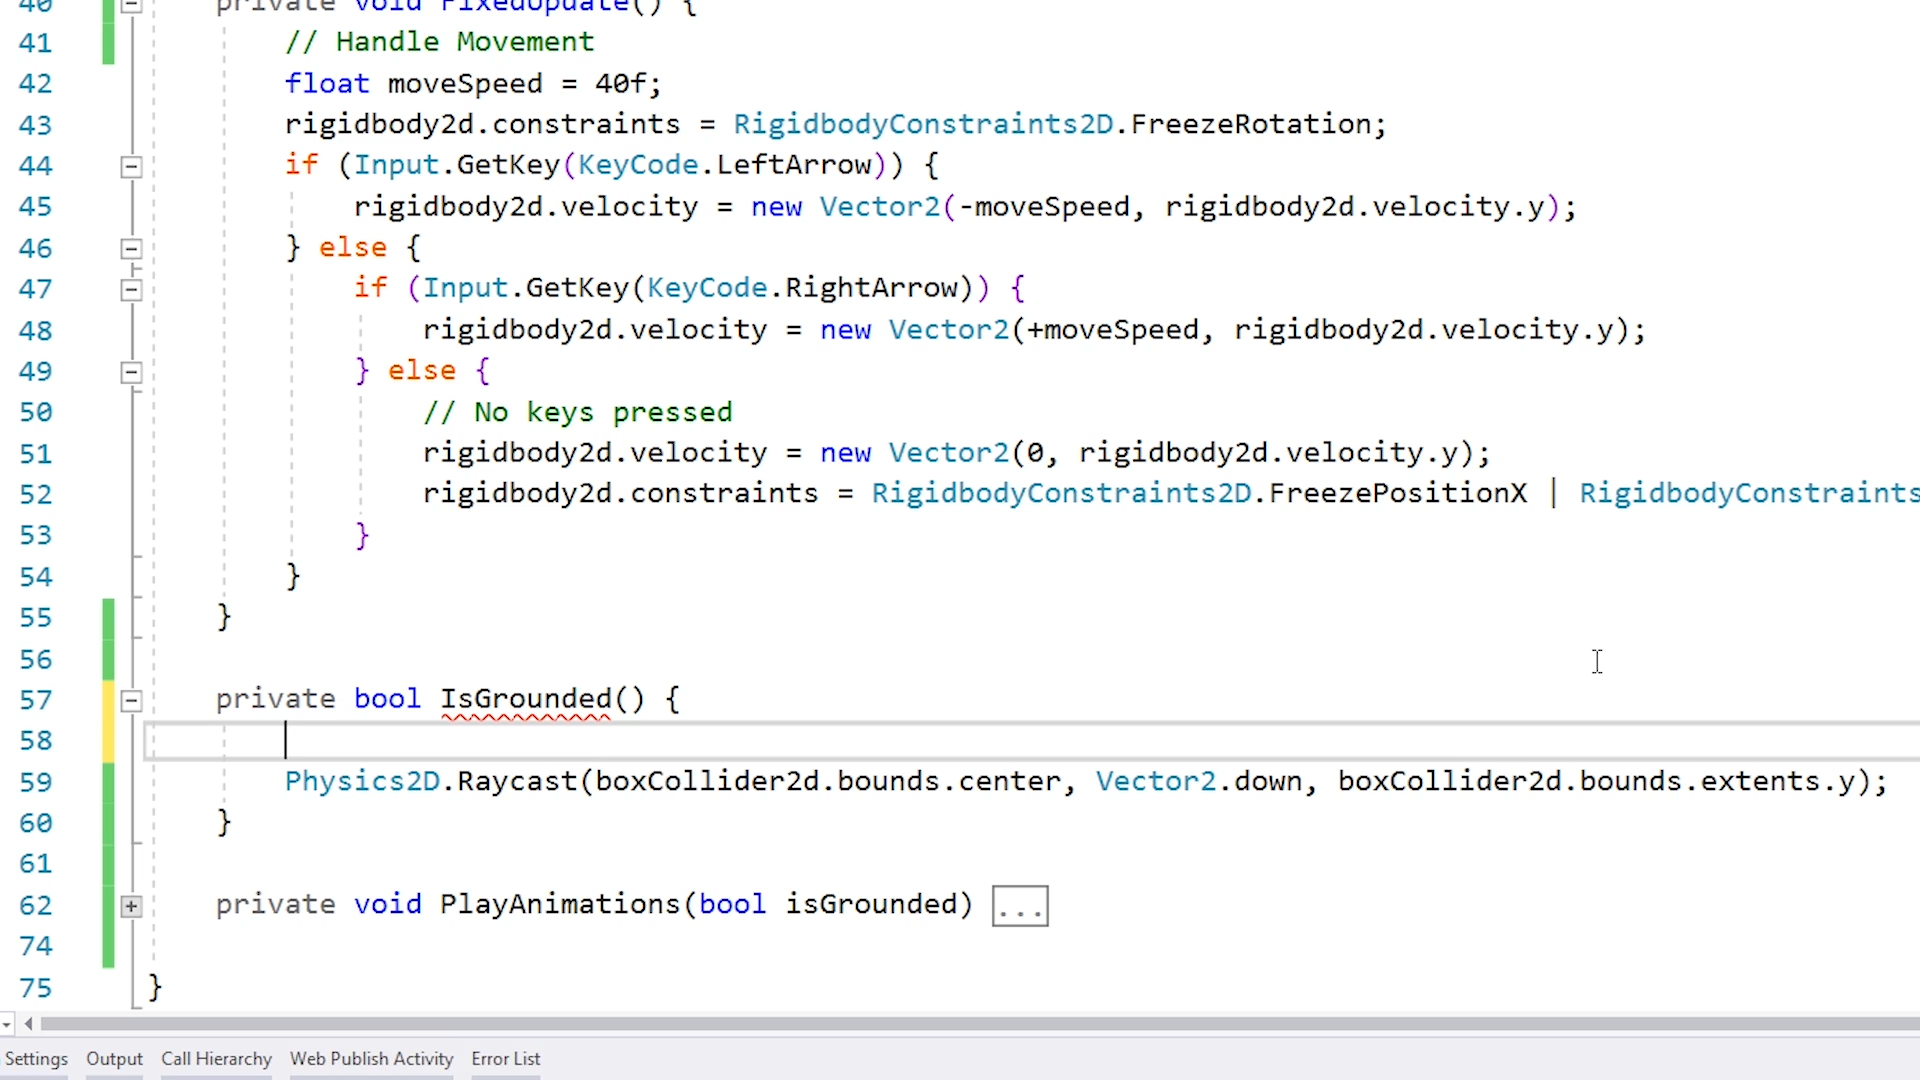 40 private void FixedUpdate() {
41 // Handle Movement
42 float moveSpeed = 40f;
43 rigidbody2d.constraints = RigidbodyConstraints2D.FreezeRotation;
44 if (Input.GetKey(KeyCode.LeftArrow)) {
45 rigidbody2d.velocity = new Vector2(-moveSpeed, rigidbody2d.velocity.y);
46 } else {
47 if (Input.GetKey(KeyCode.RightArrow)) {
48 rigidbody2d.velocity = new Vector2(+moveSpeed, rigidbody2d.velocity.y);
49 } else {
50 // No keys pressed
51 rigidbody2d.velocity = new Vector2(0, rigidbody2d.velocity.y);
52 rigidbody2d.constraints = RigidbodyConstraints2D.FreezePositionX | RigidbodyConstraints
53 }
54 }
55 }
56
57 private bool IsGrounded() {
58
59 Physics2D.Raycast(boxCollider2d.bounds.center, Vector2.down, boxCollider2d.bounds.extents.y);
60 }
61
62 private void PlayAnimations(bool isGrounded) ...
74
75 }
Settings Output Call Hierarchy Web Publish Activity Error List